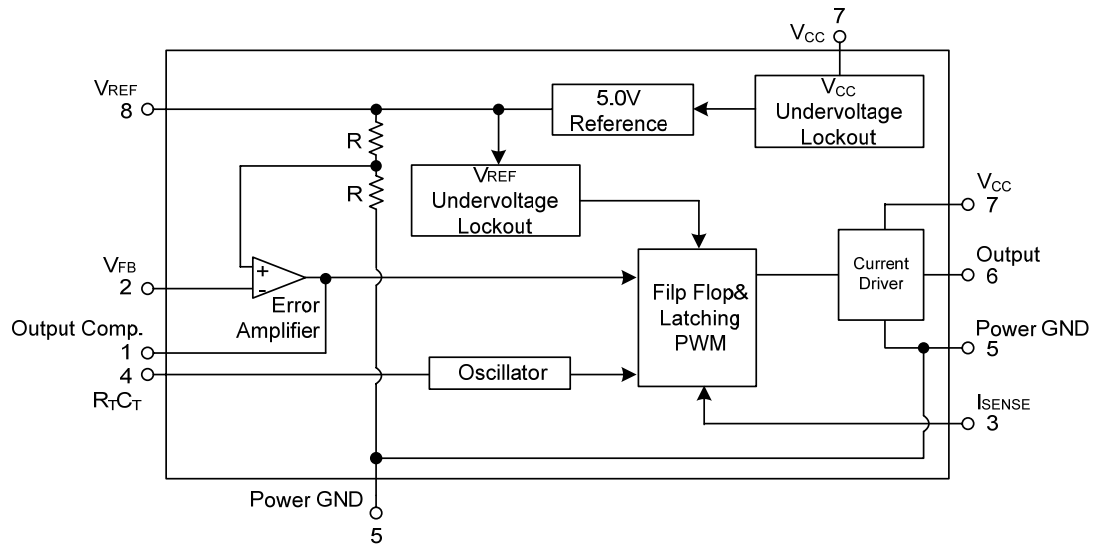 7
VCC
VREF
8
5.0V
Reference
VCC
Undervoltage
Lockout
R
R
VREF
Undervoltage
Lockout
VCC
7
VFB
2
+
-
Error
Amplifier
Filp Flop&
Latching
PWM
Current
Driver
Output
6
Output Comp.
1
Power GND
5
4
RTCT
Oscillator
ISENSE
3
Power GND
5